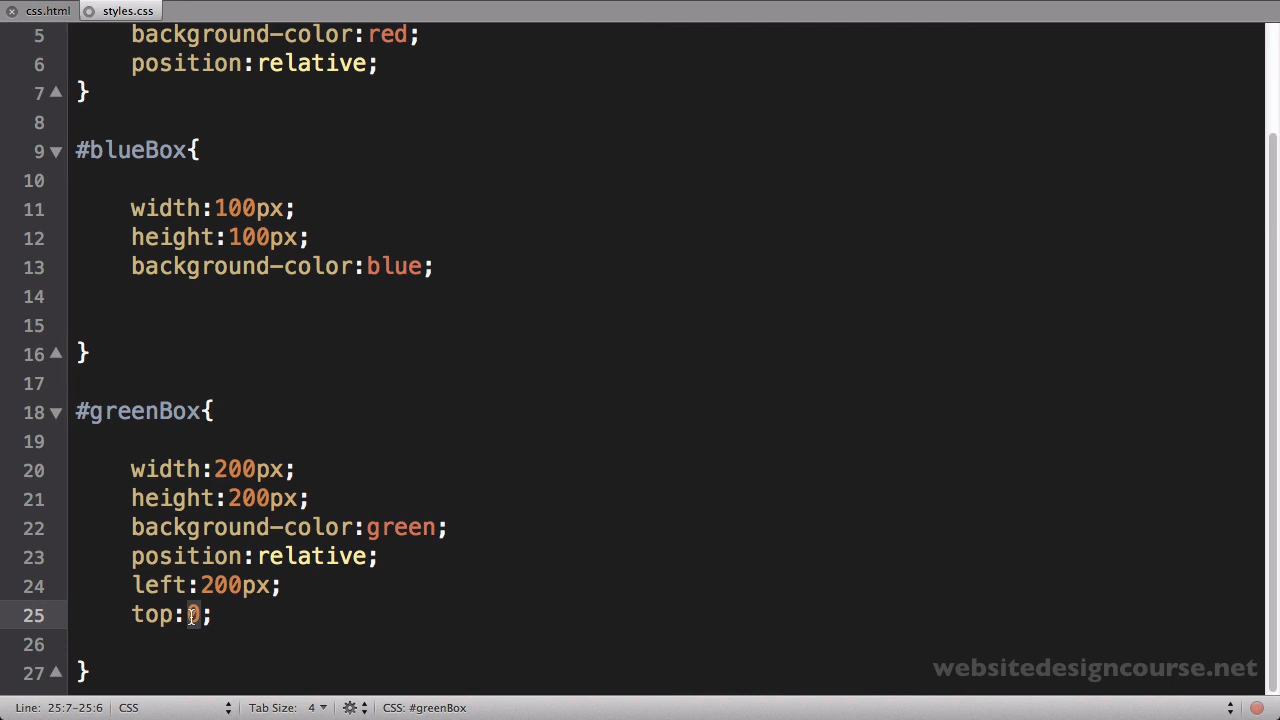 css.html styles.css
5 background-color:red;
6 position:relative;
7 }
8
9 #blueBox{
10
11 width:100px;
12 height:100px;
13 background-color:blue;
14
15
16 }
17
18 #greenBox{
19
20 width:200px;
21 height:200px;
22 background-color:green;
23 position:relative;
24 left:200px;
25 top:0;
26
27 }
websitedesigncourse.net
Line: 25:7-25:6 CSS Tab Size: 4 CSS: #greenBox